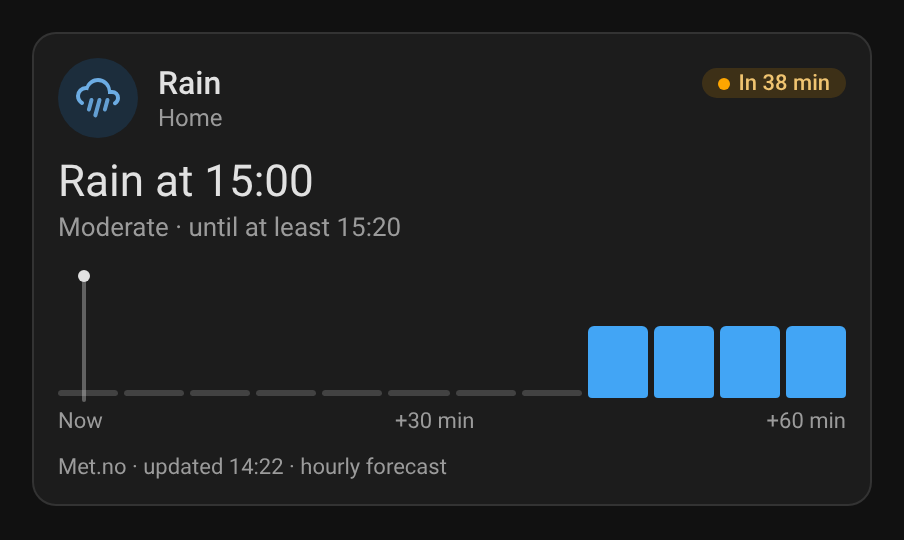 Rain
Home
In 38 min
Rain at 15:00
Moderate · until at least 15:20
Now
+30 min
+60 min
Met.no · updated 14:22 · hourly forecast